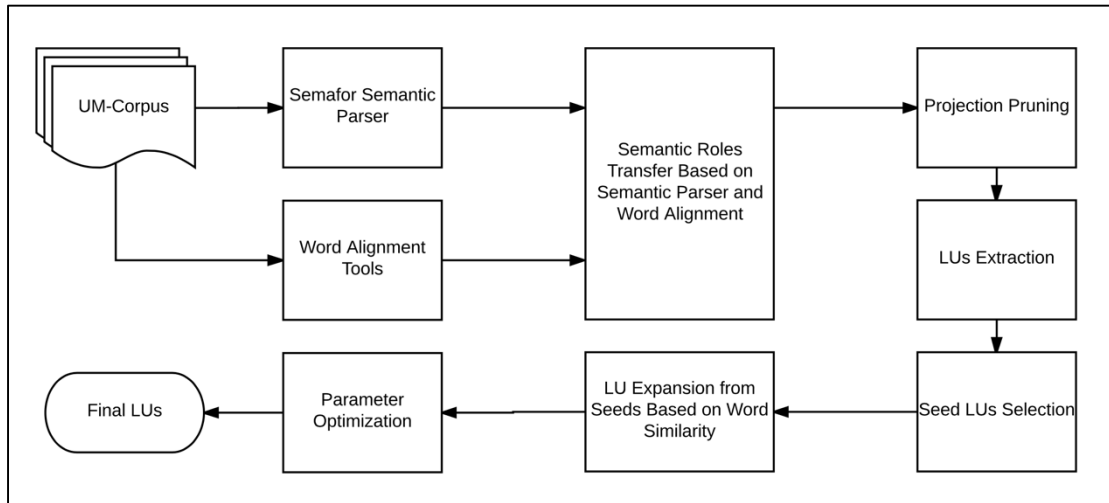 UM-Corpus
Semafor Semantic
Parser
Word Alignment
Tools
Semantic Roles
Transfer Based on
Semantic Parser and
Word Alignment
Projection Pruning
LUs Extraction
Seed LUs Selection
LU Expansion from
Seeds Based on Word
Similarity
Parameter
Optimization
Final LUs